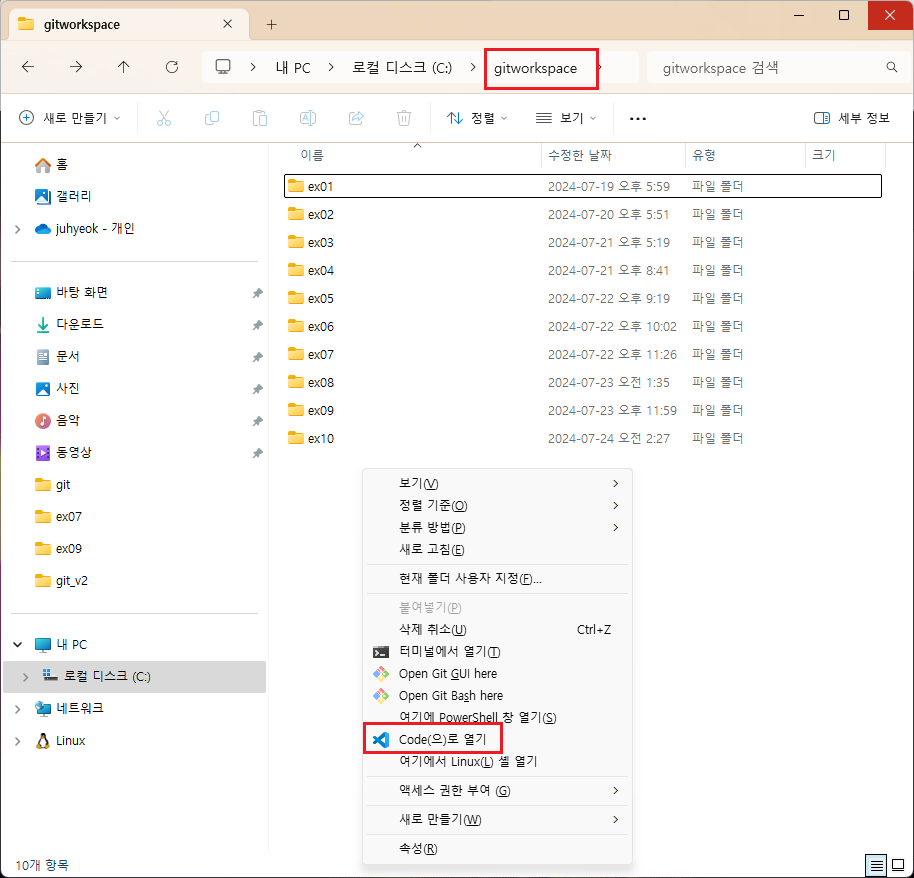 gitworkspace
내 PC
로컬 디스크 (C:)
gitworkspace
gitworkspace 검색
새로 만들기
정렬
보기
세부 정보
이름
수정한 날짜
유형
크기
홈
갤러리
juhyeok - 개인
바탕 화면
다운로드
문서
사진
음악
동영상
git
ex07
ex09
git_v2
내 PC
로컬 디스크 (C:)
네트워크
Linux
ex01 2024-07-19 오후 5:59 파일 폴더
ex02 2024-07-20 오후 5:51 파일 폴더
ex03 2024-07-21 오후 5:19 파일 폴더
ex04 2024-07-21 오후 8:41 파일 폴더
ex05 2024-07-22 오후 9:19 파일 폴더
ex06 2024-07-22 오후 10:02 파일 폴더
ex07 2024-07-22 오후 11:26 파일 폴더
ex08 2024-07-23 오전 1:35 파일 폴더
ex09 2024-07-23 오후 11:59 파일 폴더
ex10 2024-07-24 오전 2:27 파일 폴더
보기(V)
정렬 기준(O)
분류 방법(P)
새로 고침(E)
현재 폴더 사용자 지정(F)...
붙여넣기(P)
삭제 취소(U) Ctrl+Z
터미널에서 열기(T)
Open Git GUI here
Open Git Bash here
여기에 PowerShell 창 열기(S)
Code(으)로 열기
여기에서 Linux(L) 셸 열기
액세스 권한 부여 (G)
새로 만들기(W)
속성(R)
10개 항목